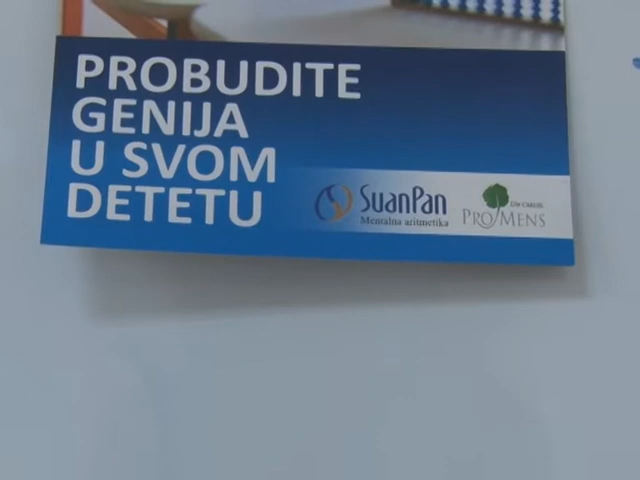 PROBUDITE
GENIJA
U SVOM
DETETU
SuanPan
Mentalna aritmetika
PROMENS